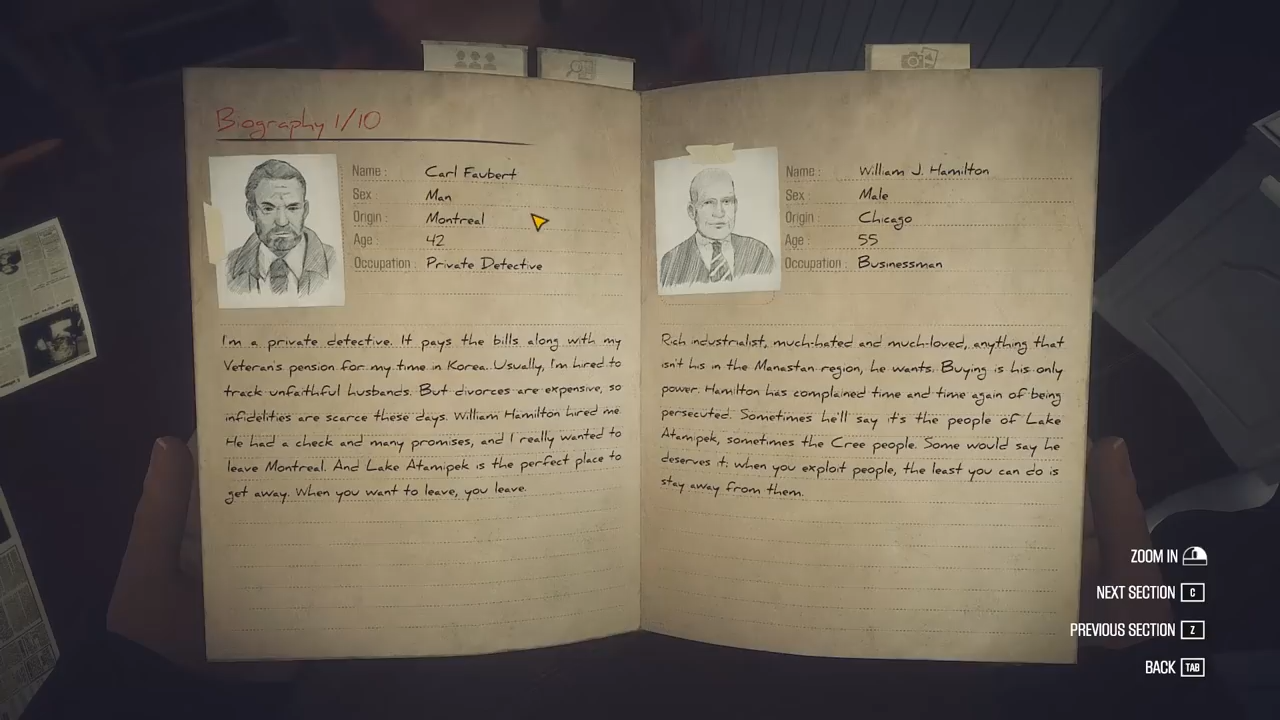 Biography 1/10
Name : Carl Faubert
Sex : Man
Origin : Montreal
Age : 42
Occupation : Private Detective
I'm a private detective. It pays the bills along with my
Veteran's pension for my time in Korea. Usually, I'm hired to
track unfaithful husbands. But divorces are expensive, so
infidelities are scarce these days. William Hamilton hired me.
He had a check and many promises, and I really wanted to
leave Montreal. And Lake Atamipek is the perfect place to
get away. When you want to leave, you leave.
Name : William J. Hamilton
Sex : Male
Origin : Chicago
Age : 55
Occupation : Businessman
Rich industrialist, much-hated and much-loved, anything that
isn't his in the Manastan region, he wants. Buying is his only
power. Hamilton has complained time and time again of being
persecuted. Sometimes he'll say it's the people of Lake
Atamipek, sometimes the Cree people. Some would say he
deserves it: when you exploit people, the least you can do is
stay away from them.
ZOOM IN
NEXT SECTION C
PREVIOUS SECTION Z
BACK TAB